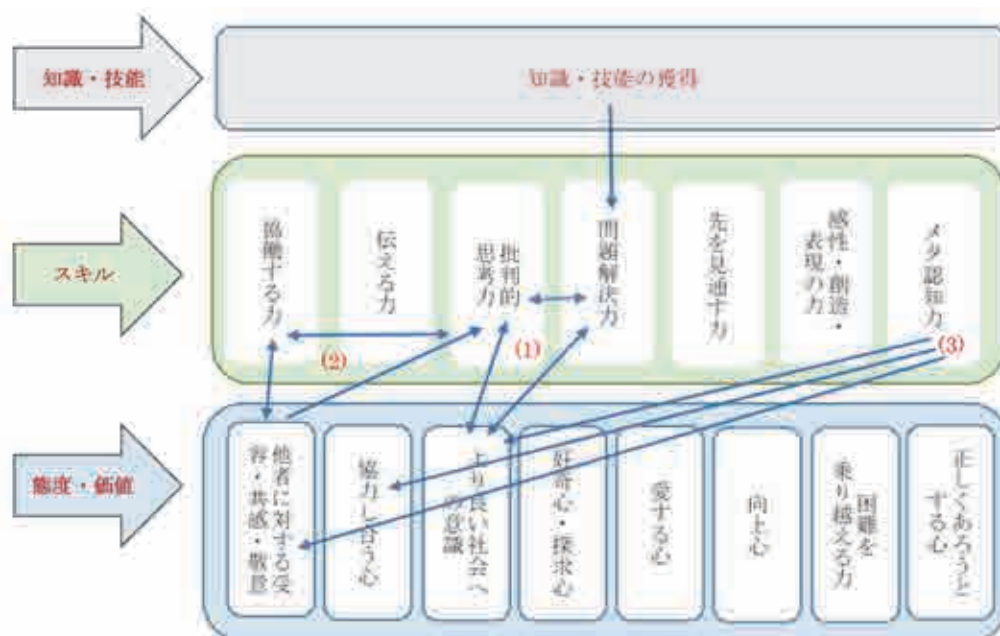 知識・技能
知識・技能の獲得
スキル
協働する力
伝える力
批判的
思考力
問題解決力
先を見通す力
感性・創造・
表現の力
メタ認知力
(2)
(1)
(3)
態度・価値
他者に対する受
容・共感・敬意
協力し合う心
より良い社会へ
の意識
好奇心・探求心
愛する心
向上心
困難を
乗り越える力
正しくあろうと
する心